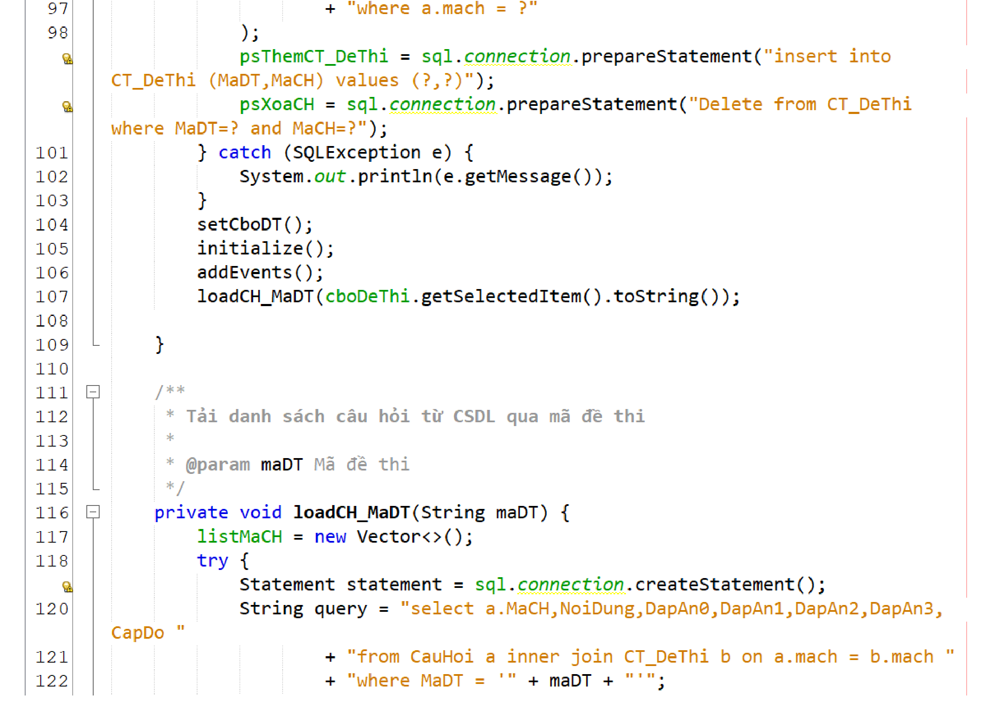 97 + "where a.mach = ?"
98 );
psThemCT_DeThi = sql.connection.prepareStatement("insert into
CT_DeThi (MaDT,MaCH) values (?,?)");
psXoaCH = sql.connection.prepareStatement("Delete from CT_DeThi
where MaDT=? and MaCH=?");
101 } catch (SQLException e) {
102 System.out.println(e.getMessage());
103 }
104 setCboDT();
105 initialize();
106 addEvents();
107 loadCH_MaDT(cboDeThi.getSelectedItem().toString());
108
109 }
110
111 /**
112 * Tải danh sách câu hỏi từ CSDL qua mã đề thi
113 *
114 * @param maDT Mã đề thi
115 */
116 private void loadCH_MaDT(String maDT) {
117 listMaCH = new Vector<>();
118 try {
Statement statement = sql.connection.createStatement();
120 String query = "select a.MaCH,NoiDung,DapAn0,DapAn1,DapAn2,DapAn3,
CapDo "
121 + "from CauHoi a inner join CT_DeThi b on a.mach = b.mach "
122 + "where MaDT = '" + maDT + "'";